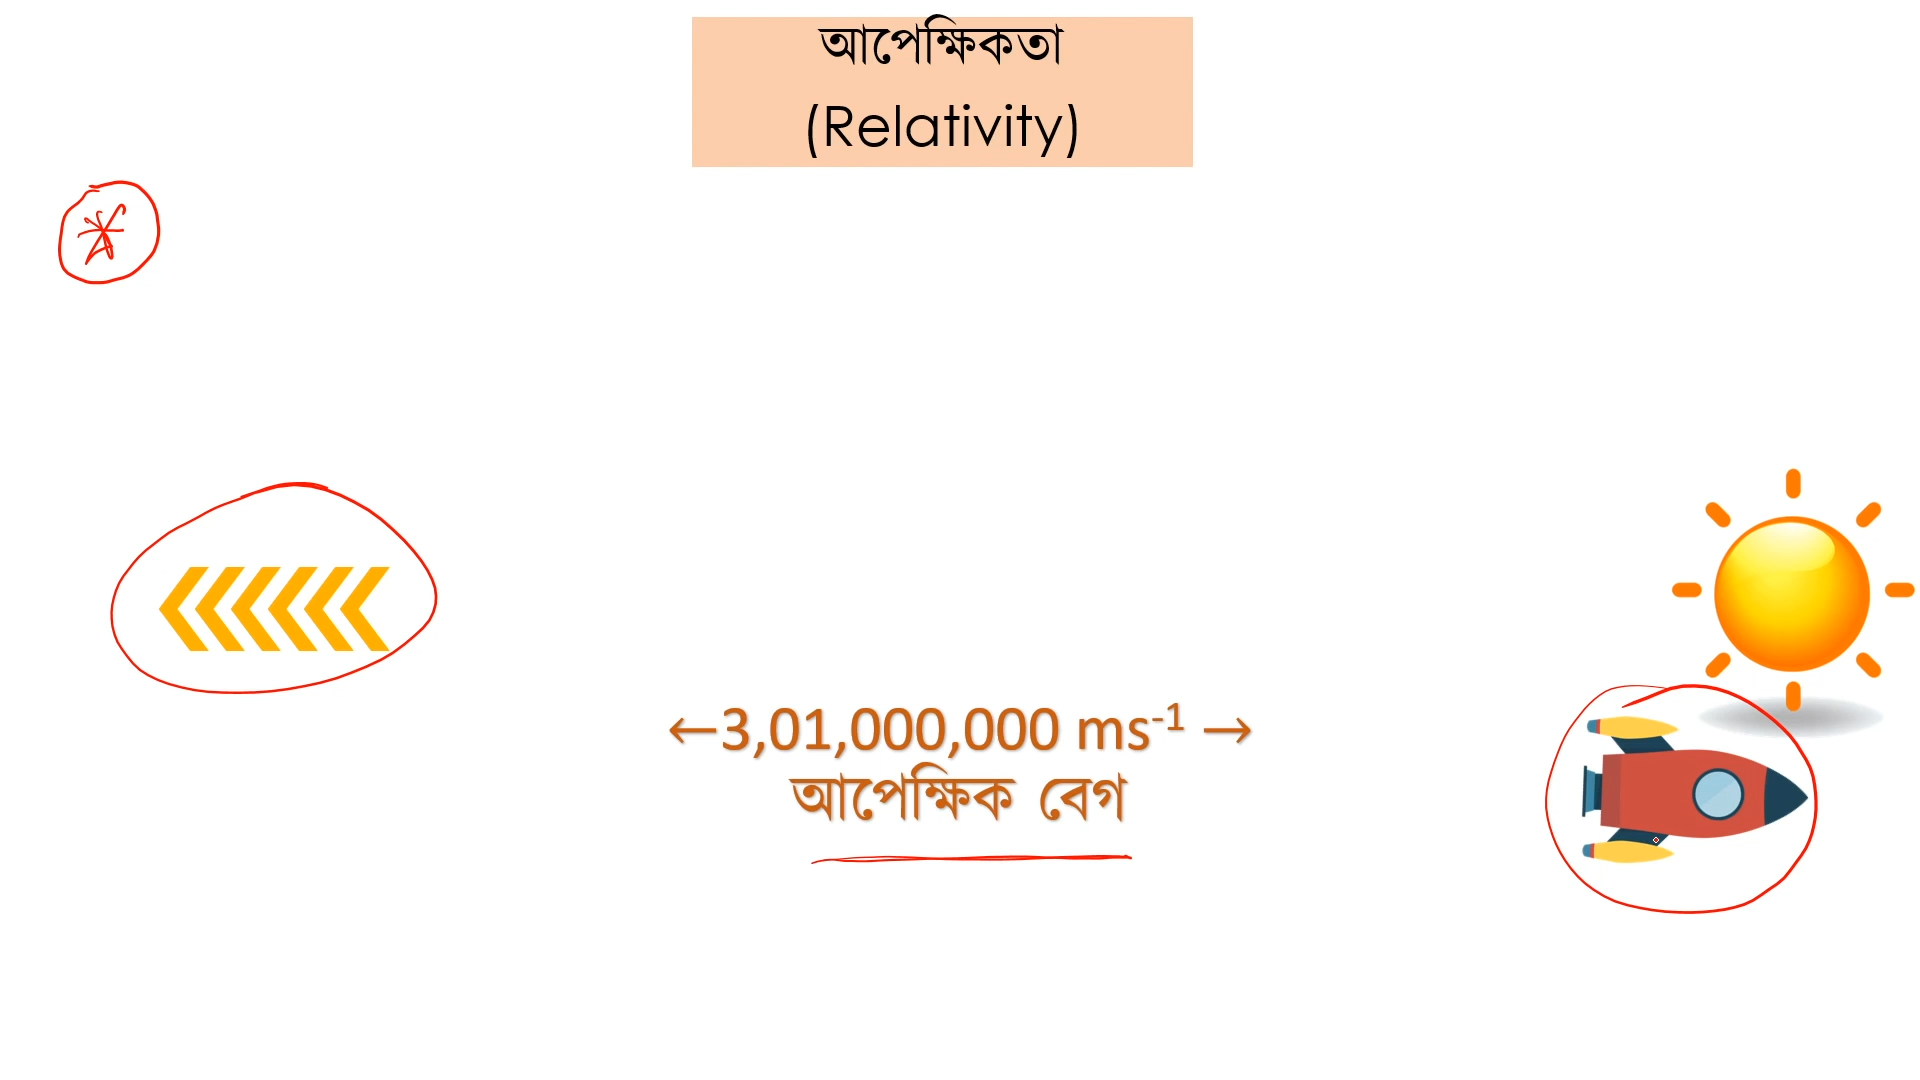 আপেক্ষিকতা
(Relativity)
←3,01,000,000 ms⁻¹ →
আপেক্ষিক বেগ